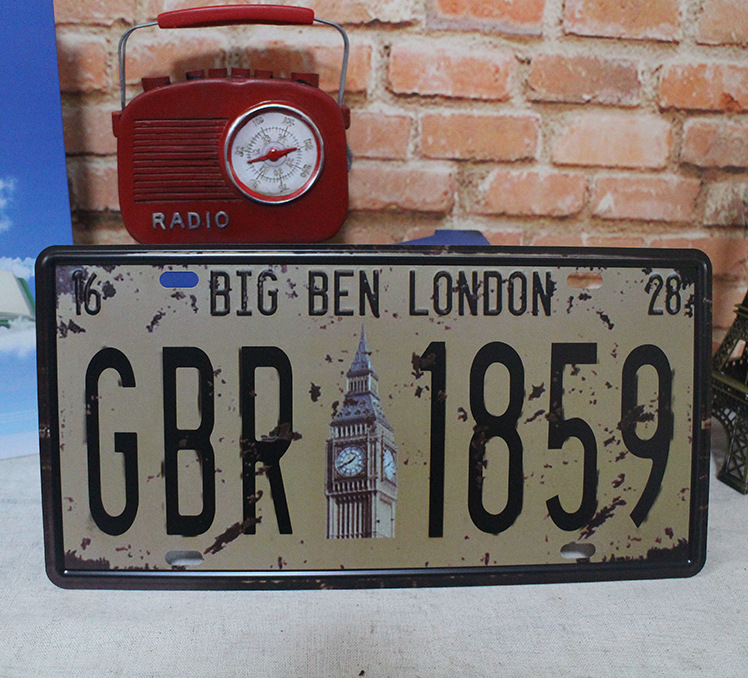 RADIO
16 BIG BEN LONDON 28
GBR 1859